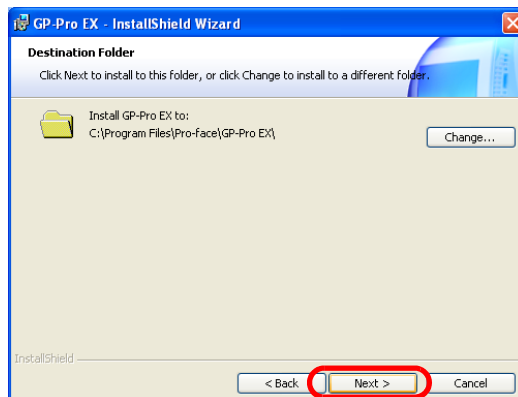 GP-Pro EX - InstallShield Wizard
Destination Folder
Click Next to install to this folder, or click Change to install to a different folder.
Install GP-Pro EX to:
C:\Program Files\Pro-face\GP-Pro EX\
Change...
InstallShield
< Back
Next >
Cancel